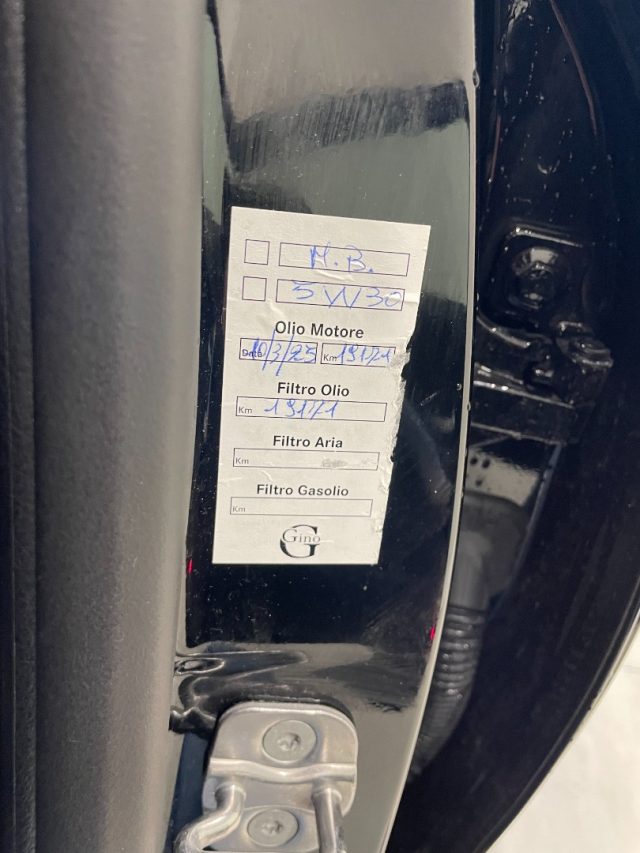 M.B.
5W30
Olio Motore
Data 10/3/25 Km 19171
Filtro Olio
Km 19171
Filtro Aria
Km
Filtro Gasolio
Km
G
Gino